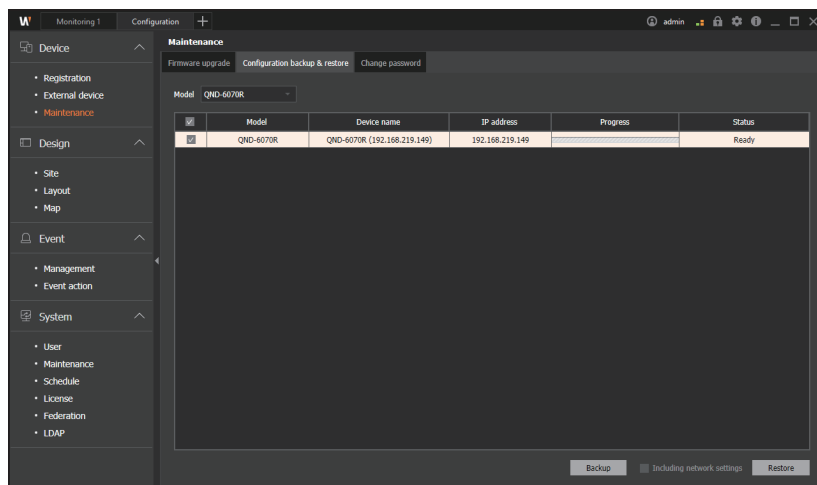 W Monitoring 1 Configuration + admin
Device
Registration
External device
Maintenance
Design
Site
Layout
Map
Event
Management
Event action
System
User
Maintenance
Schedule
License
Federation
LDAP
Maintenance
Firmware upgrade Configuration backup & restore Change password
Model QND-6070R
Model Device name IP address Progress Status
QND-6070R QND-6070R (192.168.219.149) 192.168.219.149 Ready
Backup Including network settings Restore